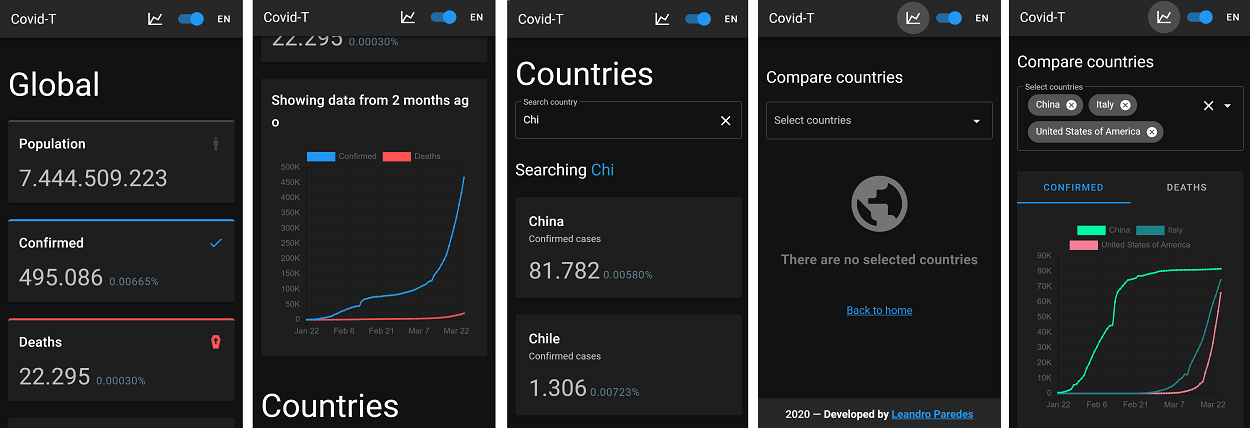 Covid-T
EN
Global
Population
7.444.509.223
Confirmed
495.086 0.00665%
Deaths
22.295 0.00030%
Covid-T
EN
22.295 0.00030%
Showing data from 2 months ag
o
Confirmed Deaths
500K
450K
400K
350K
300K
250K
200K
150K
100K
50K
0
Jan 22 Feb 6 Feb 21 Mar 7 Mar 22
Countries
Covid-T
EN
Countries
Search country
Chi
Searching Chi
China
Confirmed cases
81.782 0.00580%
Chile
Confirmed cases
1.306 0.00723%
Covid-T
EN
Compare countries
Select countries
There are no selected countries
Back to home
2020 — Developed by Leandro Paredes
Covid-T
EN
Compare countries
Select countries
China Italy
United States of America
CONFIRMED DEATHS
China Italy
United States of America
90K
80K
70K
60K
50K
40K
30K
20K
10K
0
Jan 22 Feb 6 Feb 21 Mar 7 Mar 22